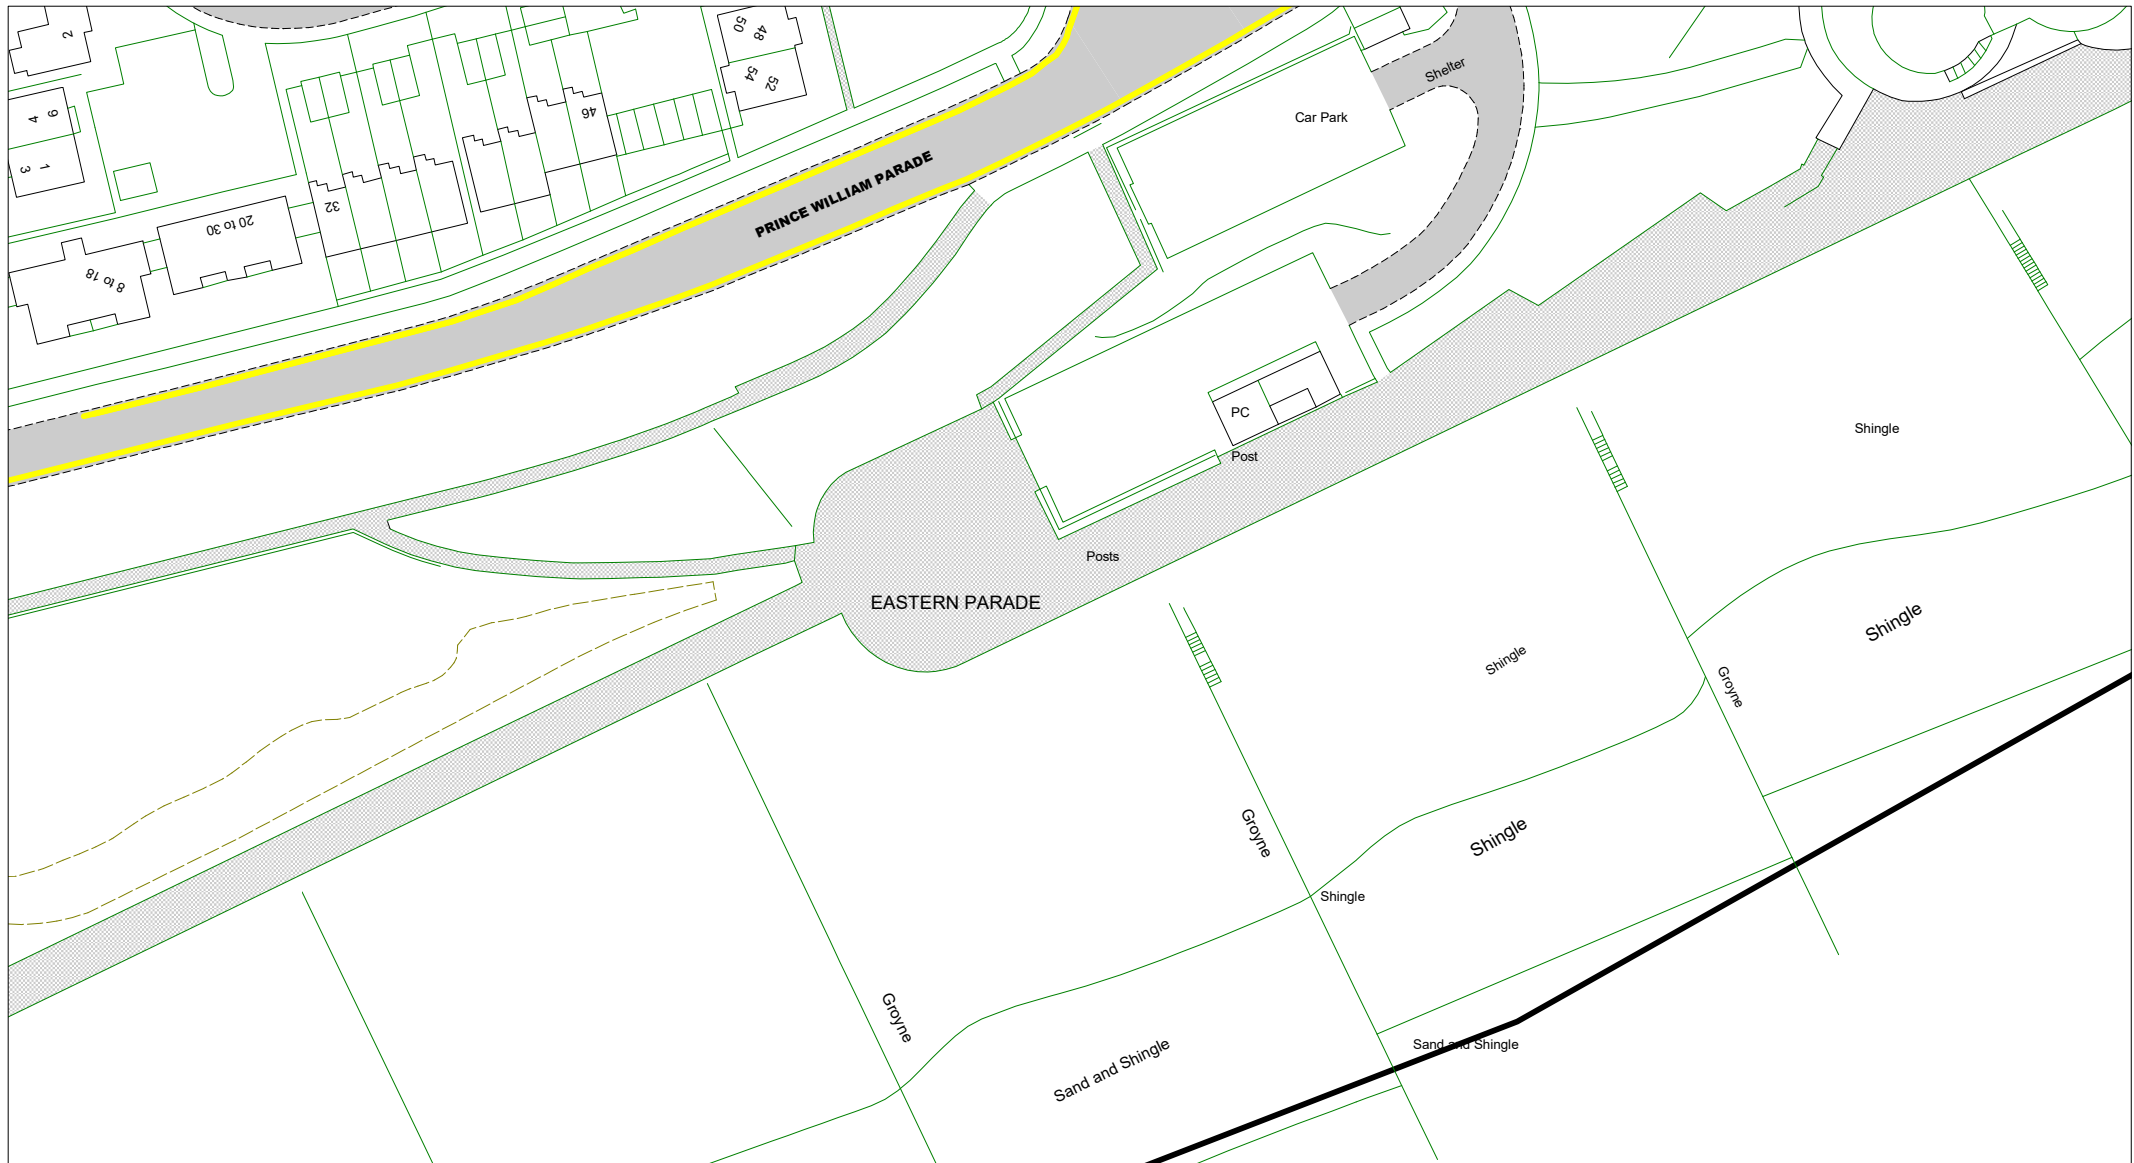 2
50
48
54
52
6
4
1
3
46
32
20 to 30
8 to 18
Shelter
Car Park
PRINCE WILLIAM PARADE
PC
Post
Posts
EASTERN PARADE
Shingle
Shingle
Shingle
Groyne
Groyne
Shingle
Shingle
Groyne
Sand and Shingle
Sand and Shingle